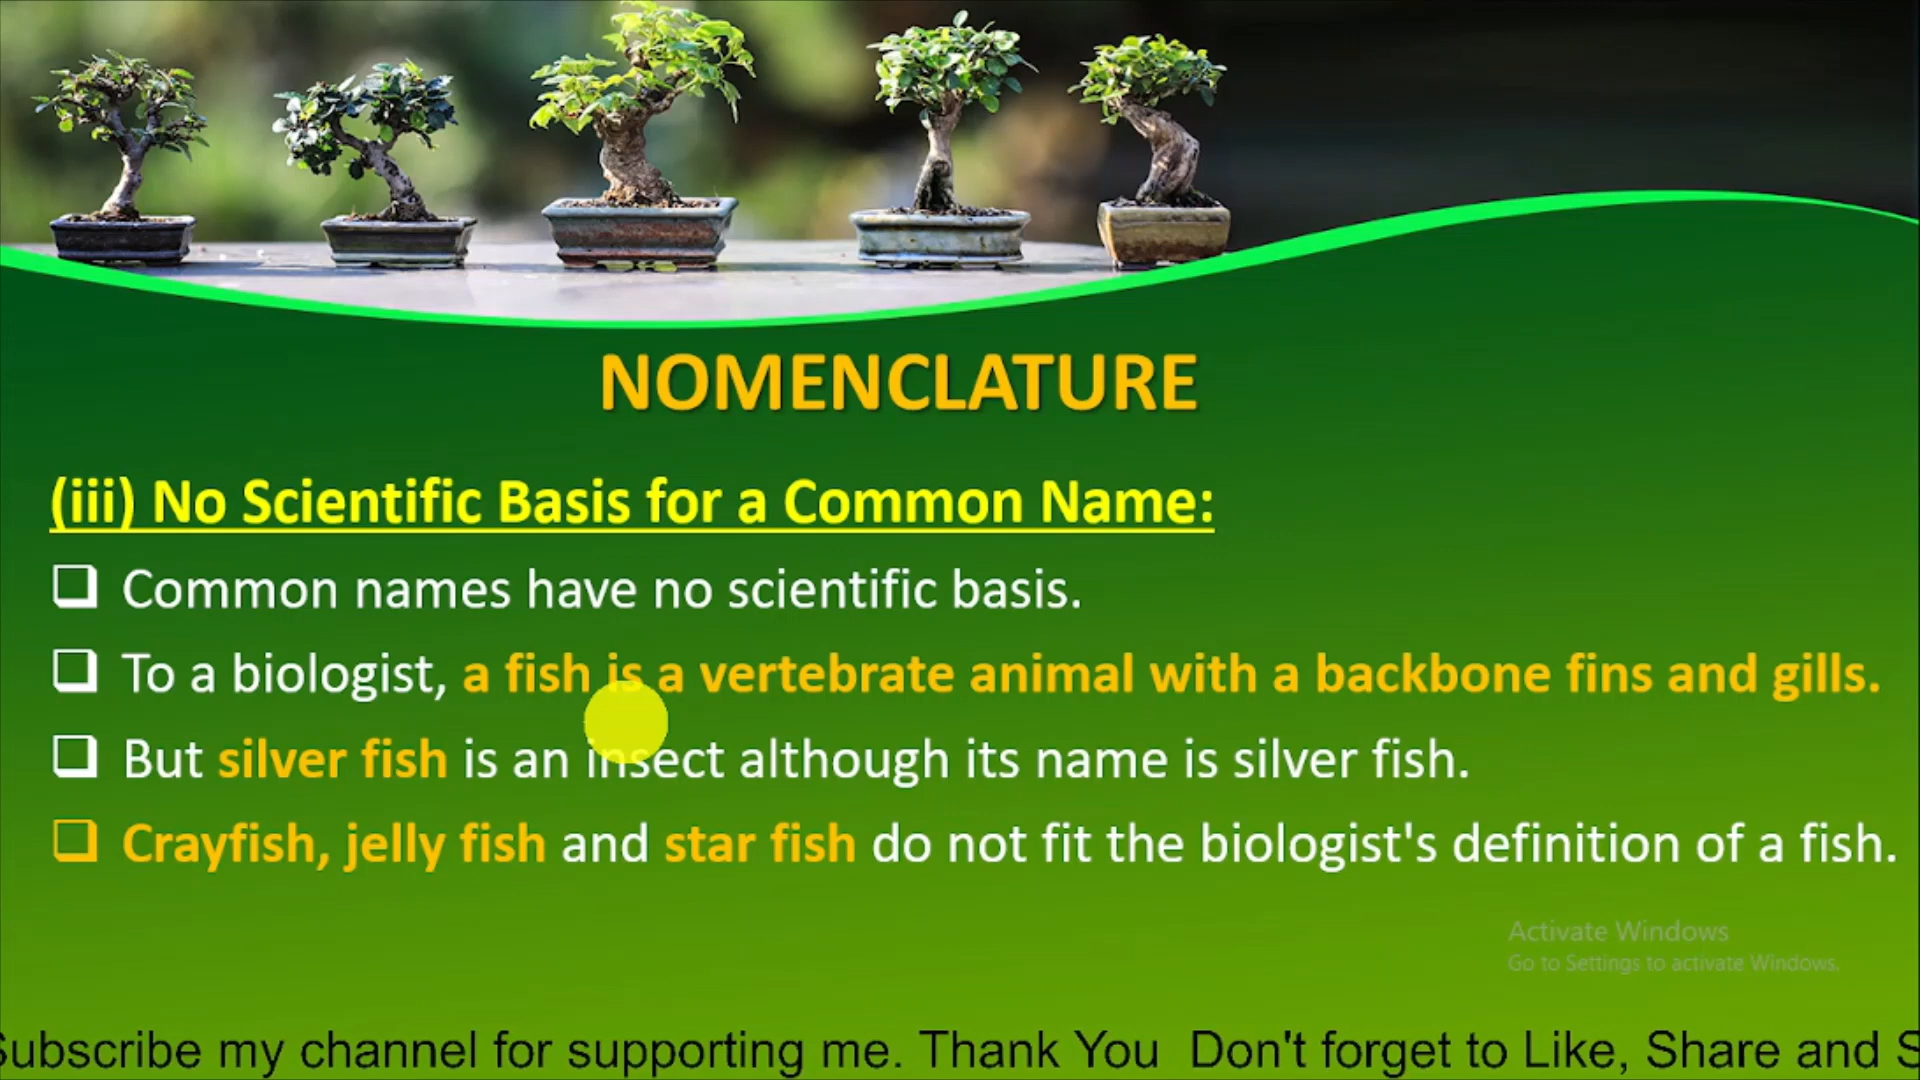 NOMENCLATURE
(iii) No Scientific Basis for a Common Name:
Common names have no scientific basis.
To a biologist, a fish is a vertebrate animal with a backbone fins and gills.
But silver fish is an insect although its name is silver fish.
Crayfish, jelly fish and star fish do not fit the biologist's definition of a fish.
Activate Windows
Go to Settings to activate Windows.
Subscribe my channel for supporting me. Thank You Don't forget to Like, Share and S